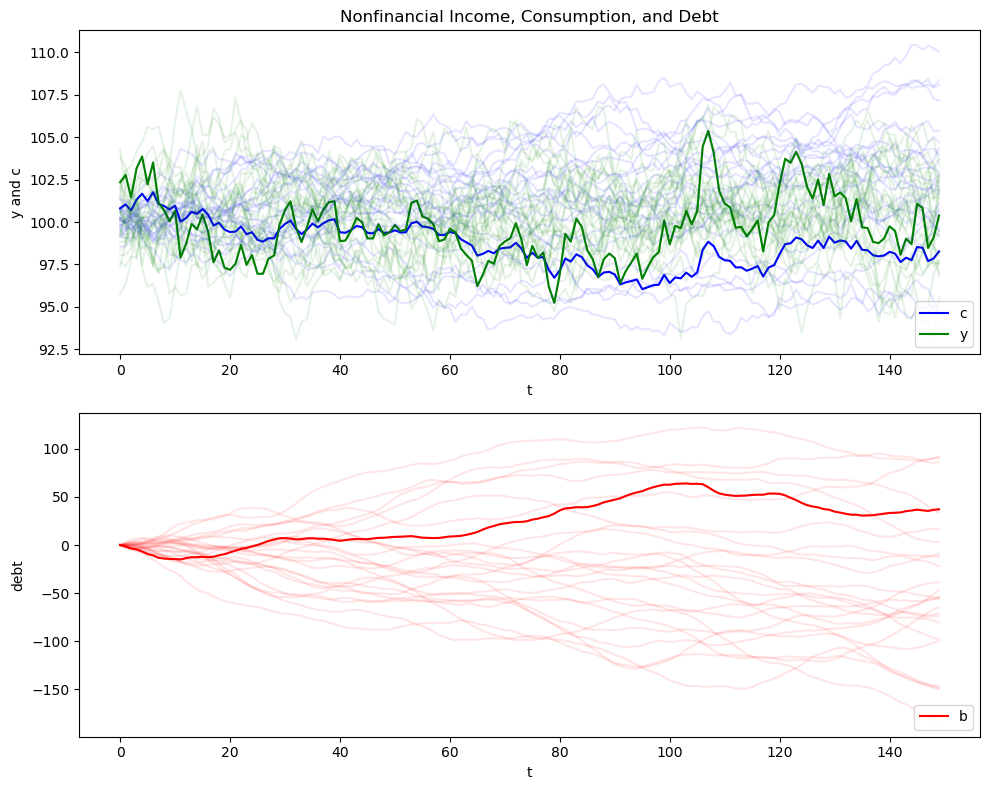 Nonfinancial Income, Consumption, and Debt
110.0
107.5
105.0
102.5
100.0
97.5
95.0
92.5
y and c
c
y
0 20 40 60 80 100 120 140
t
100
50
0
−50
−100
−150
debt
b
0 20 40 60 80 100 120 140
t